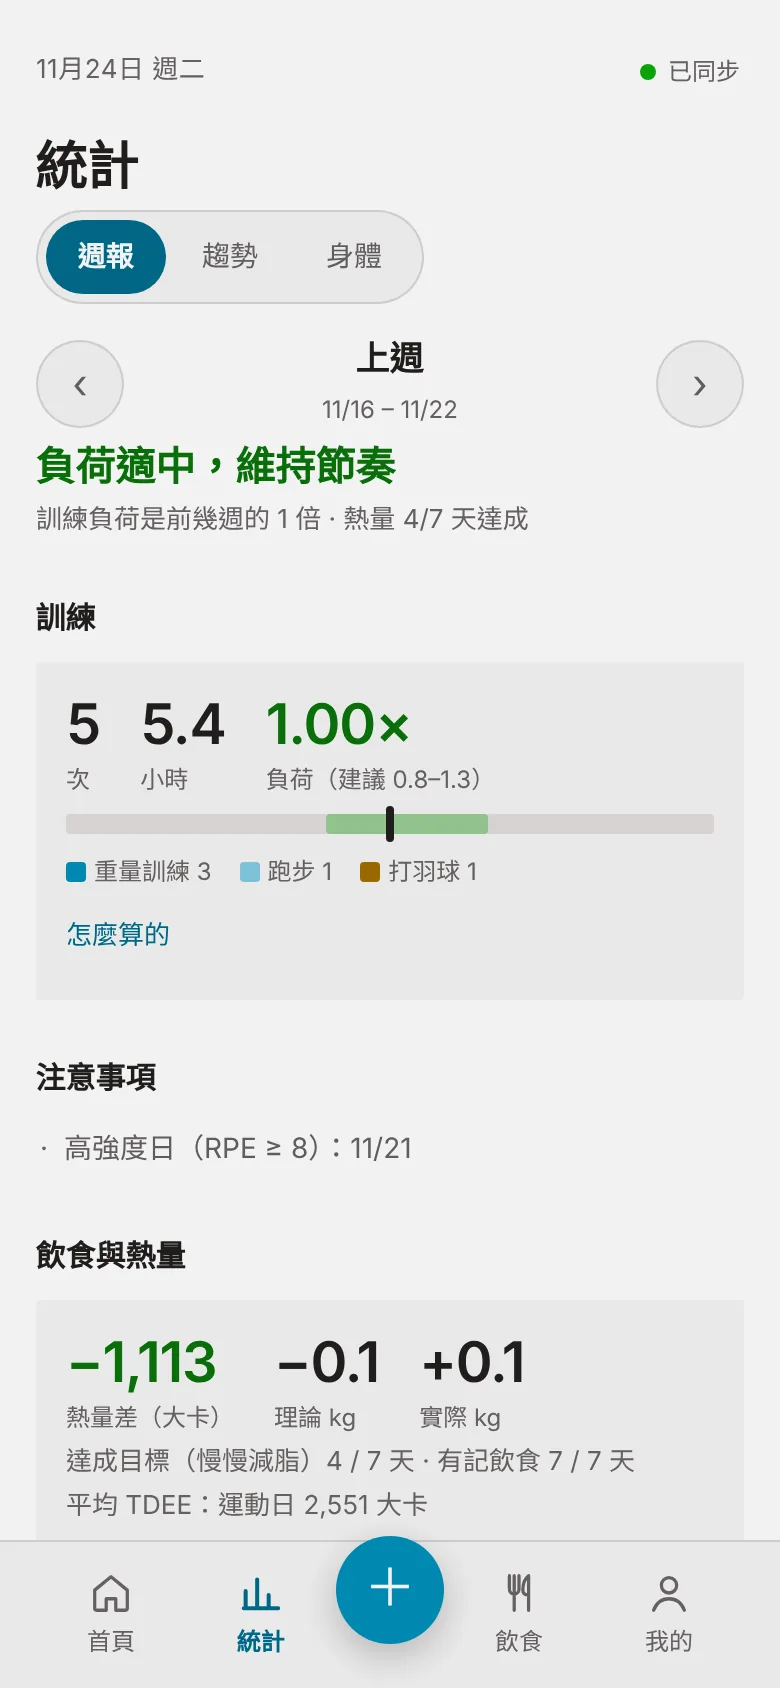 11月24日 週二
已同步
統計
週報 趨勢 身體
‹ 上週 ›
11/16 – 11/22
負荷適中，維持節奏
訓練負荷是前幾週的 1 倍 · 熱量 4/7 天達成
訓練
5 5.4 1.00×
次 小時 負荷（建議 0.8–1.3）
重量訓練 3 跑步 1 打羽球 1
怎麼算的
注意事項
· 高強度日（RPE ≥ 8）：11/21
飲食與熱量
−1,113 −0.1 +0.1
熱量差（大卡） 理論 kg 實際 kg
達成目標（慢慢減脂）4 / 7 天 · 有記飲食 7 / 7 天
平均 TDEE：運動日 2,551 大卡
首頁 統計 飲食 我的